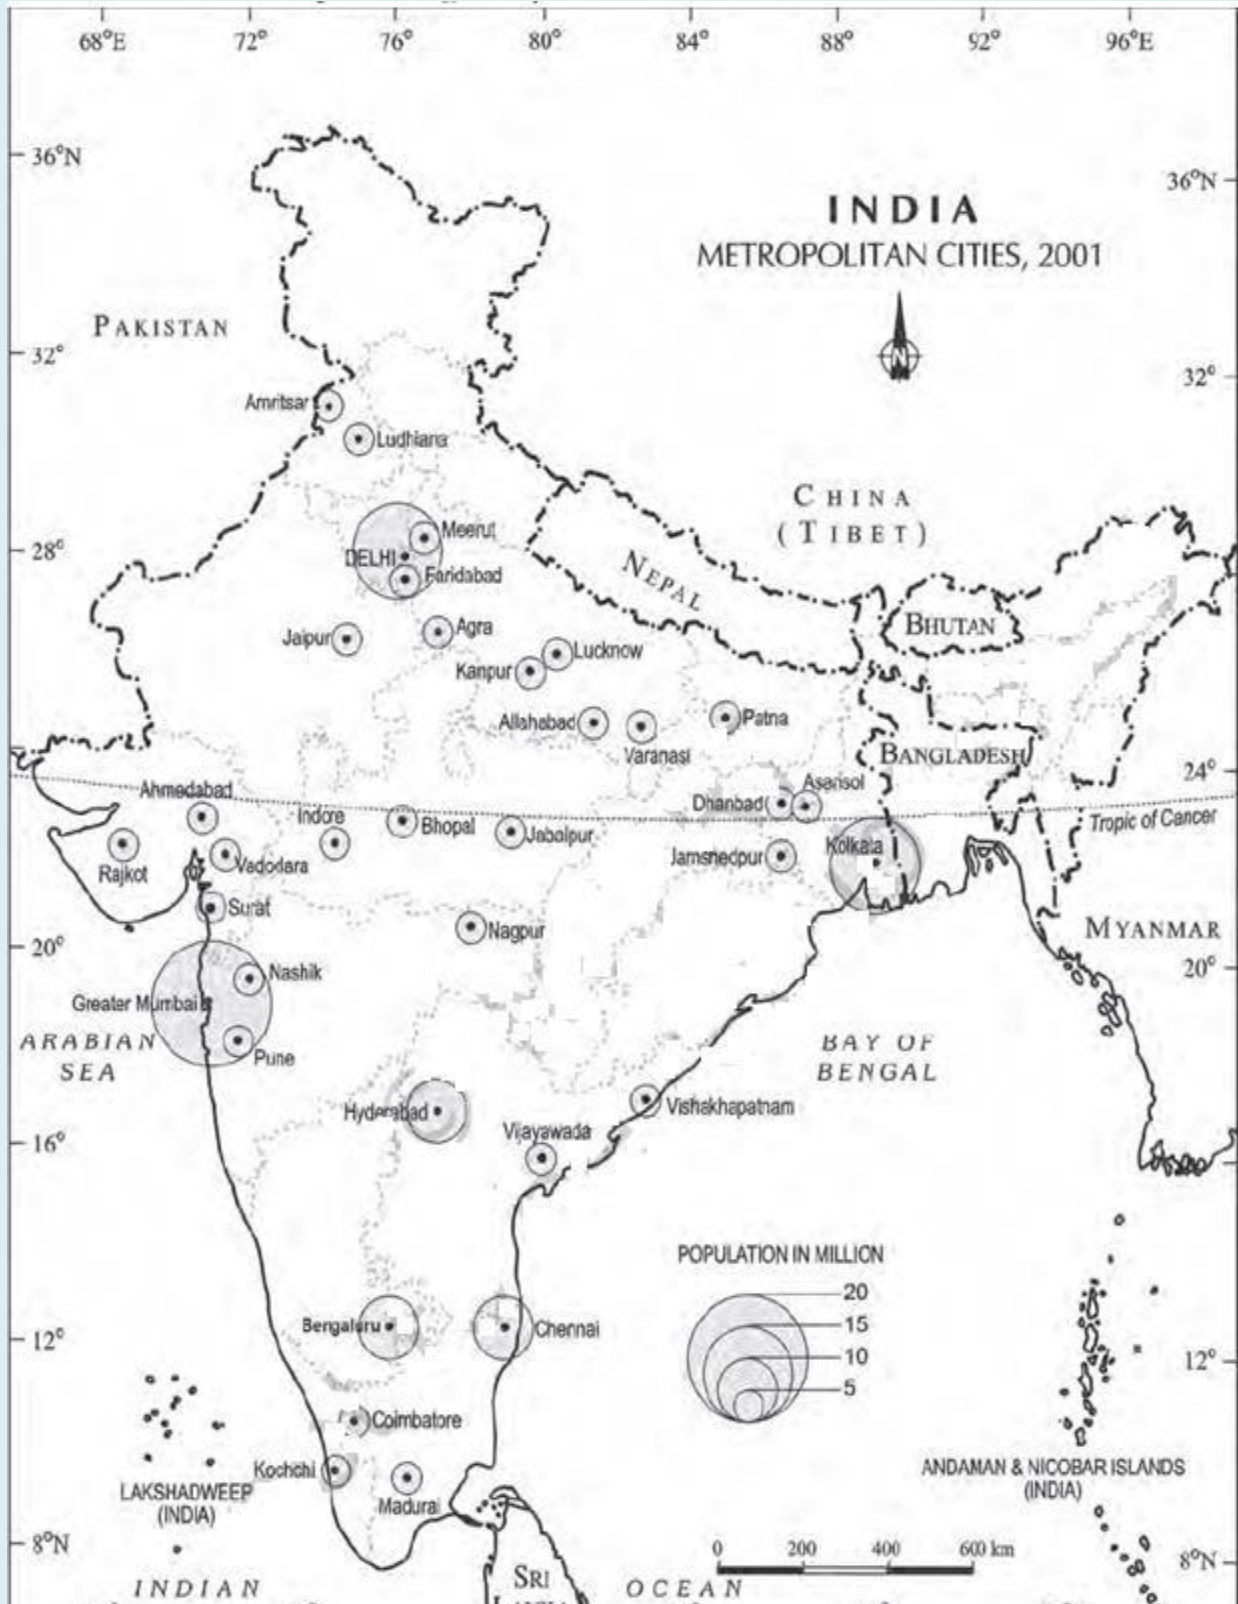 68°E 72° 76° 80° 84° 88° 92° 96°E
36°N
36°N
INDIA
METROPOLITAN CITIES, 2001
N
PAKISTAN
32°
32°
Amritsar
Ludhiana
CHINA
(TIBET)
Meerut
28°
DELHI
Faridabad
NEPAL
BHUTAN
Jaipur
Agra
Lucknow
Kanpur
Allahabad
Patna
Varanasi
BANGLADESH
24°
Ahmedabad
Asansol
Dhanbad
Indore
Bhopal
Jabalpur
Tropic of Cancer
Rajkot
Vadodara
Jamshedpur
Kolkata
Surat
Nagpur
MYANMAR
20°
20°
Nashik
Greater Mumbai
ARABIAN
SEA
Pune
BAY OF
BENGAL
Hyderabad
Vishakhapatnam
Vijayawada
16°
POPULATION IN MILLION
20
15
10
5
Bengaluru
Chennai
12°
12°
Coimbatore
Kochchi
Madurai
LAKSHADWEEP
(INDIA)
ANDAMAN & NICOBAR ISLANDS
(INDIA)
8°N
8°N
0 200 400 600 km
INDIAN
OCEAN
SRI